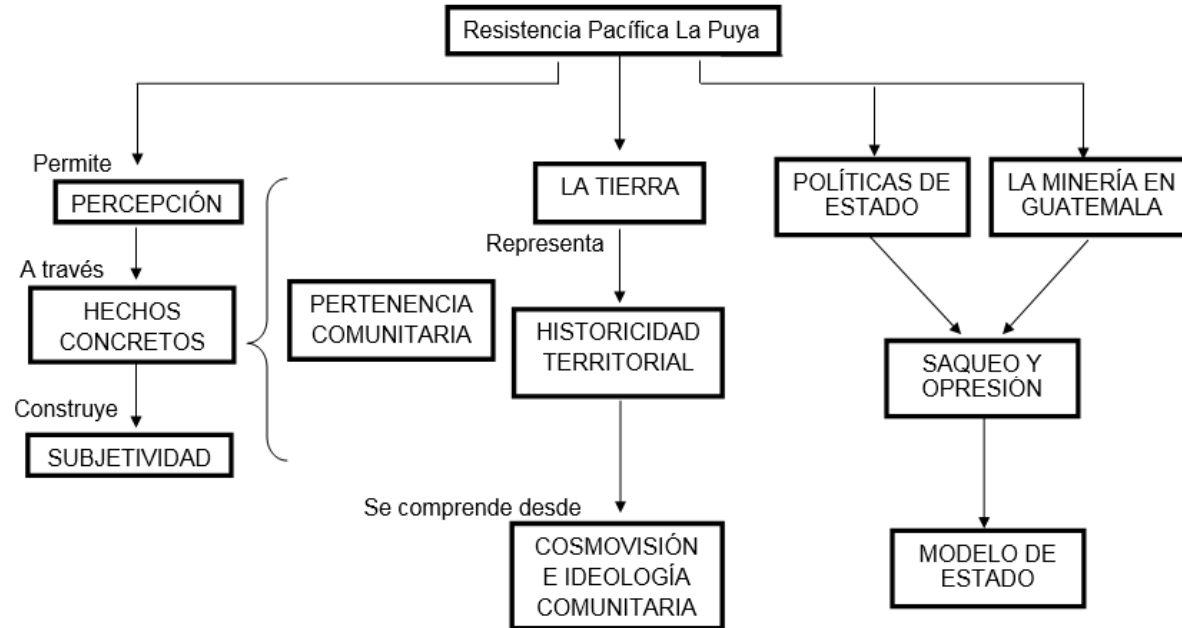 Resistencia Pacífica La Puya
Permite
PERCEPCIÓN
A través
HECHOS
CONCRETOS
Construye
SUBJETIVIDAD
PERTENENCIA
COMUNITARIA
LA TIERRA
Representa
HISTORICIDAD
TERRITORIAL
Se comprende desde
COSMOVISIÓN
E IDEOLOGÍA
COMUNITARIA
POLÍTICAS DE
ESTADO
LA MINERÍA EN
GUATEMALA
SAQUEO Y
OPRESIÓN
MODELO DE
ESTADO